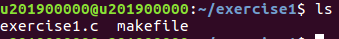 u201900000@u201900000:~/exercise1$ ls
exercise1.c  makefile